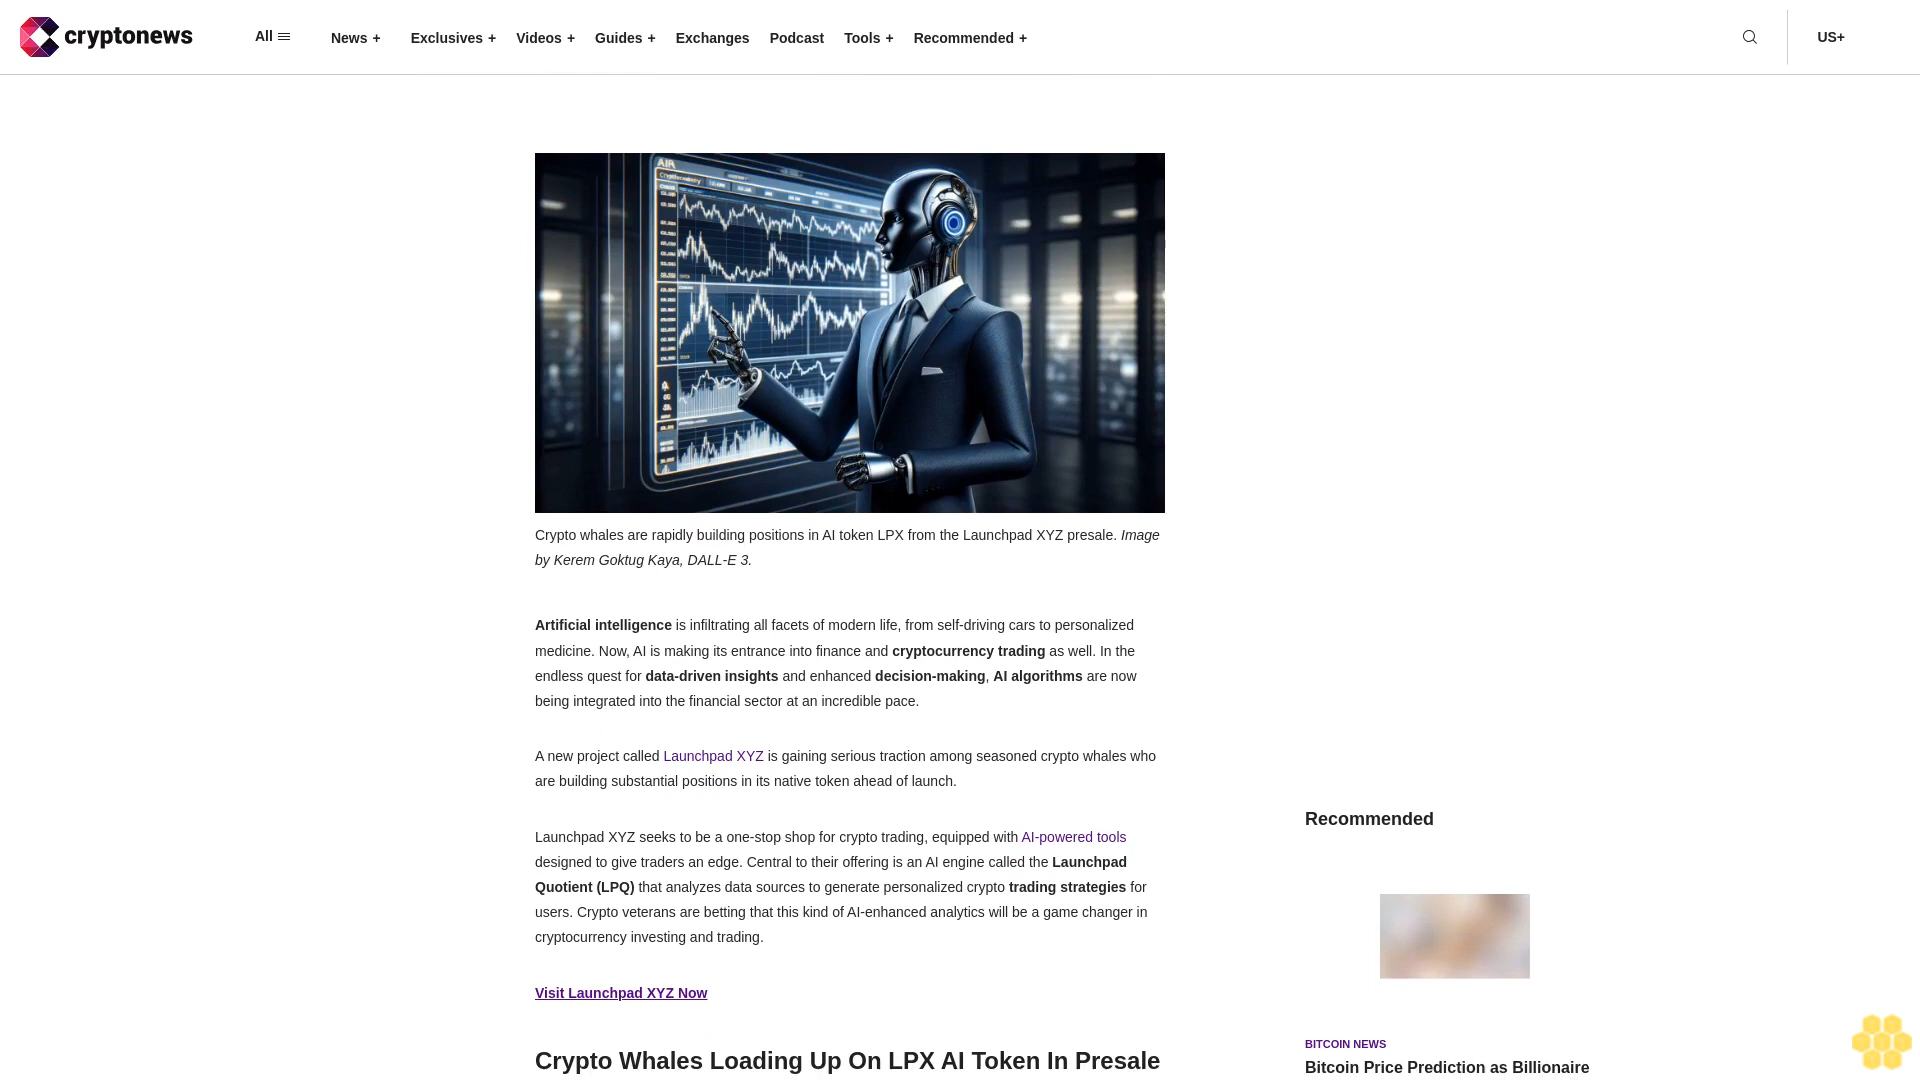 cryptonews
All
News +
Exclusives +
Videos +
Guides +
Exchanges
Podcast
Tools +
Recommended +
US+
Crypto whales are rapidly building positions in AI token LPX from the Launchpad XYZ presale. Image
by Kerem Goktug Kaya, DALL-E 3.
Artificial intelligence is infiltrating all facets of modern life, from self-driving cars to personalized
medicine. Now, AI is making its entrance into finance and cryptocurrency trading as well. In the
endless quest for data-driven insights and enhanced decision-making, AI algorithms are now
being integrated into the financial sector at an incredible pace.
A new project called Launchpad XYZ is gaining serious traction among seasoned crypto whales who
are building substantial positions in its native token ahead of launch.
Launchpad XYZ seeks to be a one-stop shop for crypto trading, equipped with AI-powered tools
designed to give traders an edge. Central to their offering is an AI engine called the Launchpad
Quotient (LPQ) that analyzes data sources to generate personalized crypto trading strategies for
users. Crypto veterans are betting that this kind of AI-enhanced analytics will be a game changer in
cryptocurrency investing and trading.
Visit Launchpad XYZ Now
Crypto Whales Loading Up On LPX AI Token In Presale
Recommended
BITCOIN NEWS
Bitcoin Price Prediction as Billionaire